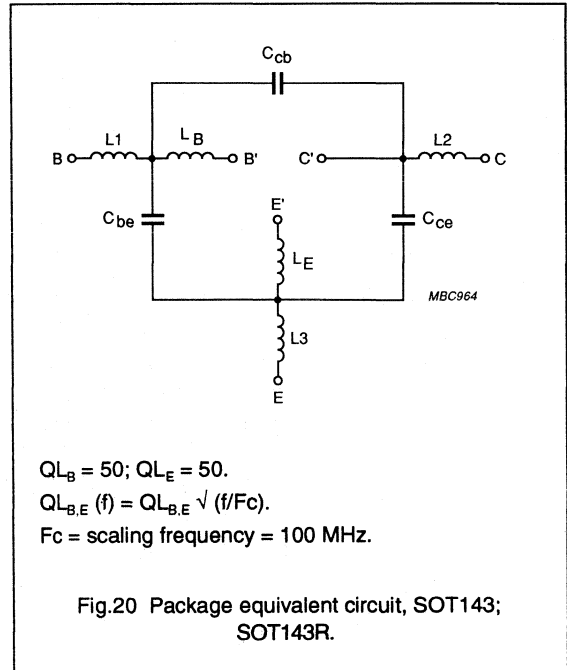 C_cb
L1
L_B
L2
B
B'
C'
C
C_be
E'
C_ce
L_E
MBC964
L3
E
QL_B = 50; QL_E = 50.
QL_B,E (f) = QL_B,E √ (f/Fc).
Fc = scaling frequency = 100 MHz.
Fig.20 Package equivalent circuit, SOT143;
SOT143R.